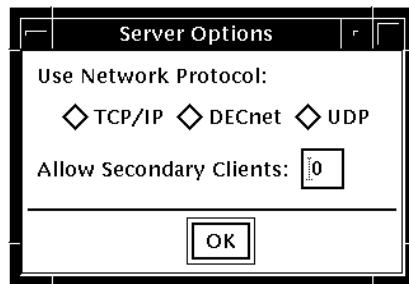 Server Options
Use Network Protocol:
TCP/IP DECnet UDP
Allow Secondary Clients: 0
OK